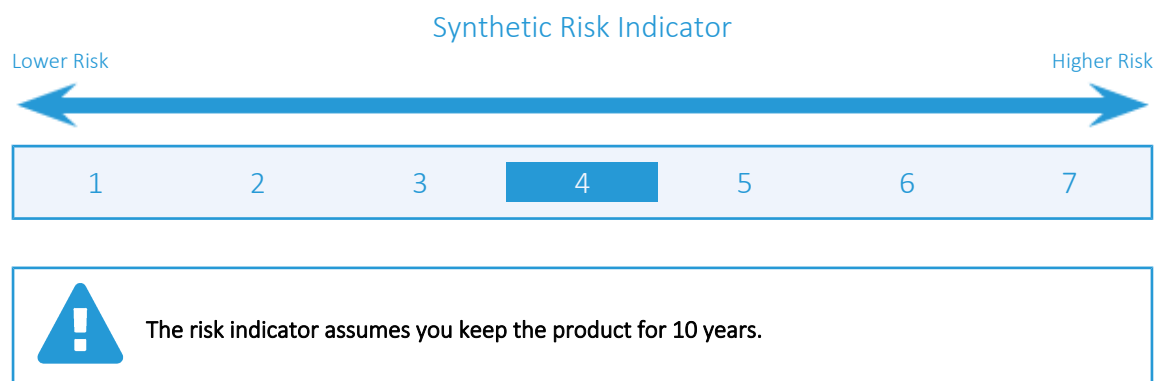 Synthetic Risk Indicator
Lower Risk Higher Risk
1 2 3 4 5 6 7
The risk indicator assumes you keep the product for 10 years.